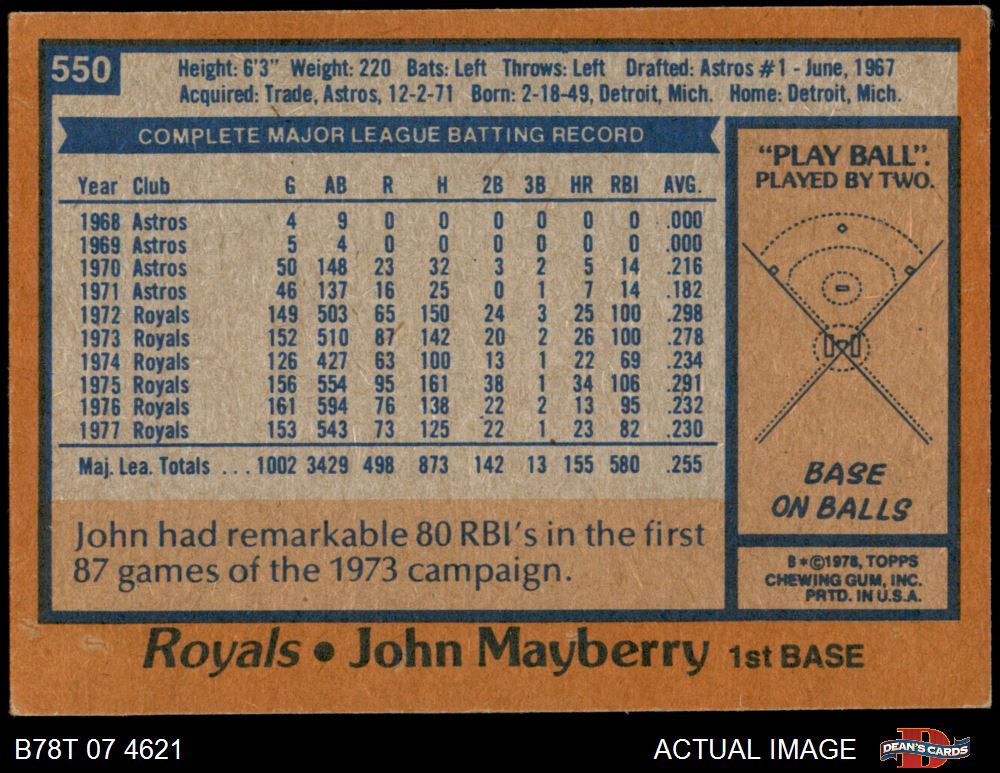 550
Height: 6'3" Weight: 220 Bats: Left Throws: Left Drafted: Astros #1 - June, 1967
Acquired: Trade, Astros, 12-2-71 Born: 2-18-49, Detroit, Mich. Home: Detroit, Mich.
COMPLETE MAJOR LEAGUE BATTING RECORD
Year Club G AB R H 2B 3B HR RBI AVG.
1968 Astros 4 9 0 0 0 0 0 0 .000
1969 Astros 5 4 0 0 0 0 0 0 .000
1970 Astros 50 148 23 32 3 2 5 14 .216
1971 Astros 46 137 16 25 0 1 7 14 .182
1972 Royals 149 503 65 150 24 3 25 100 .298
1973 Royals 152 510 87 142 20 2 26 100 .278
1974 Royals 126 427 63 100 13 1 22 69 .234
1975 Royals 156 554 95 161 38 1 34 106 .291
1976 Royals 161 594 76 138 22 2 13 95 .232
1977 Royals 153 543 73 125 22 1 23 82 .230
Maj. Lea. Totals ... 1002 3429 498 873 142 13 155 580 .255
John had remarkable 80 RBI's in the first
87 games of the 1973 campaign.
"PLAY BALL".
PLAYED BY TWO.
BASE
ON BALLS
B*©1978, TOPPS
CHEWING GUM, INC.
PRTD. IN U.S.A.
Royals • John Mayberry 1st BASE
B78T 07 4621
ACTUAL IMAGE
DEAN'S CARDS